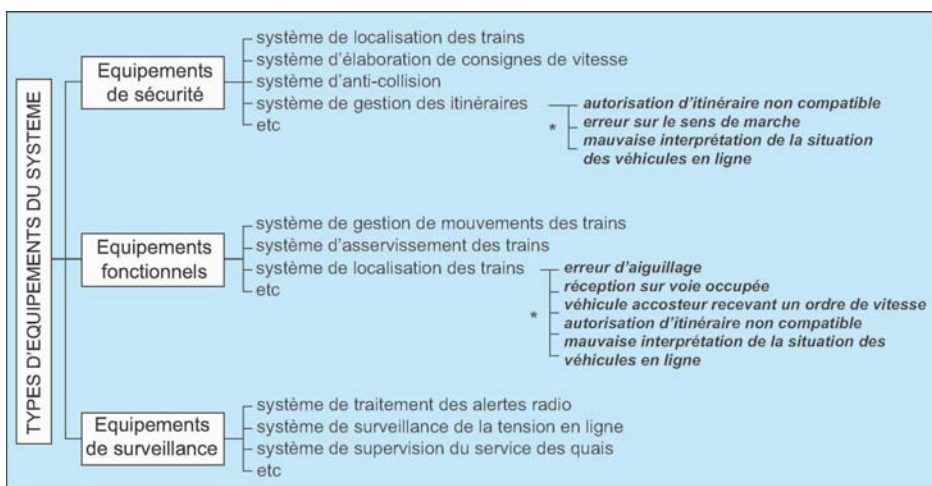 TYPES D'EQUIPEMENTS DU SYSTEME
Equipements
de sécurité
système de localisation des trains
système d'élaboration de consignes de vitesse
système d'anti-collision
système de gestion des itinéraires
etc
*
autorisation d'itinéraire non compatible
erreur sur le sens de marche
mauvaise interprétation de la situation
des véhicules en ligne
Equipements
fonctionnels
système de gestion de mouvements des trains
système d'asservissement des trains
système de localisation des trains
etc
*
erreur d'aiguillage
réception sur voie occupée
véhicule accosteur recevant un ordre de vitesse
autorisation d'itinéraire non compatible
mauvaise interprétation de la situation des
véhicules en ligne
Equipements
de surveillance
système de traitement des alertes radio
système de surveillance de la tension en ligne
système de supervision du service des quais
etc